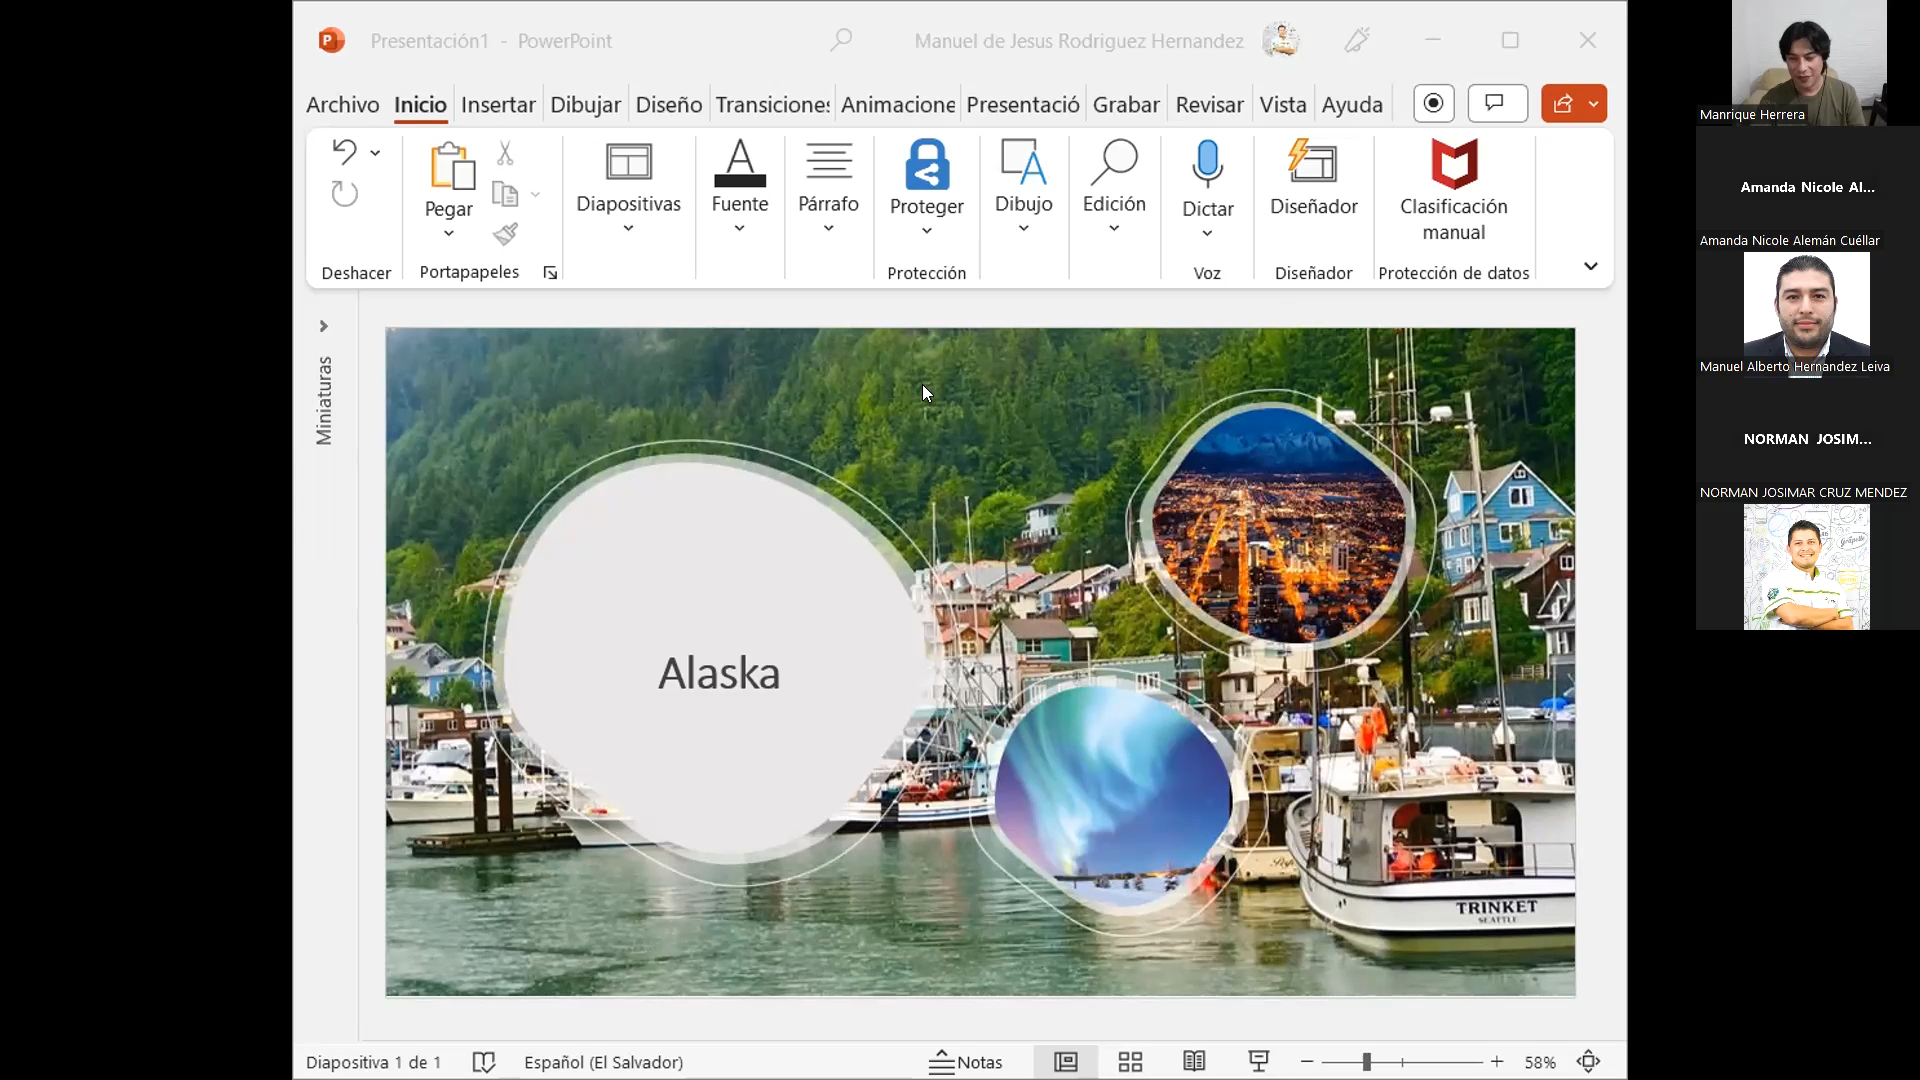 Presentación1 - PowerPoint
Manuel de Jesus Rodriguez Hernandez
Archivo Inicio Insertar Dibujar Diseño Transiciones Animacione Presentació Grabar Revisar Vista Ayuda
Pegar
Diapositivas
Fuente
Párrafo
Proteger
Dibujo
Edición
Dictar
Diseñador
Clasificación
manual
Deshacer
Portapapeles
Protección
Voz
Diseñador
Protección de datos
Miniaturas
Alaska
TRINKET
SEATTLE
Diapositiva 1 de 1
Español (El Salvador)
Notas
58%
Manrique Herrera
Amanda Nicole Al...
Amanda Nicole Alemán Cuéllar
Manuel Alberto Hernandez Leiva
NORMAN JOSIM...
NORMAN JOSIMAR CRUZ MENDEZ